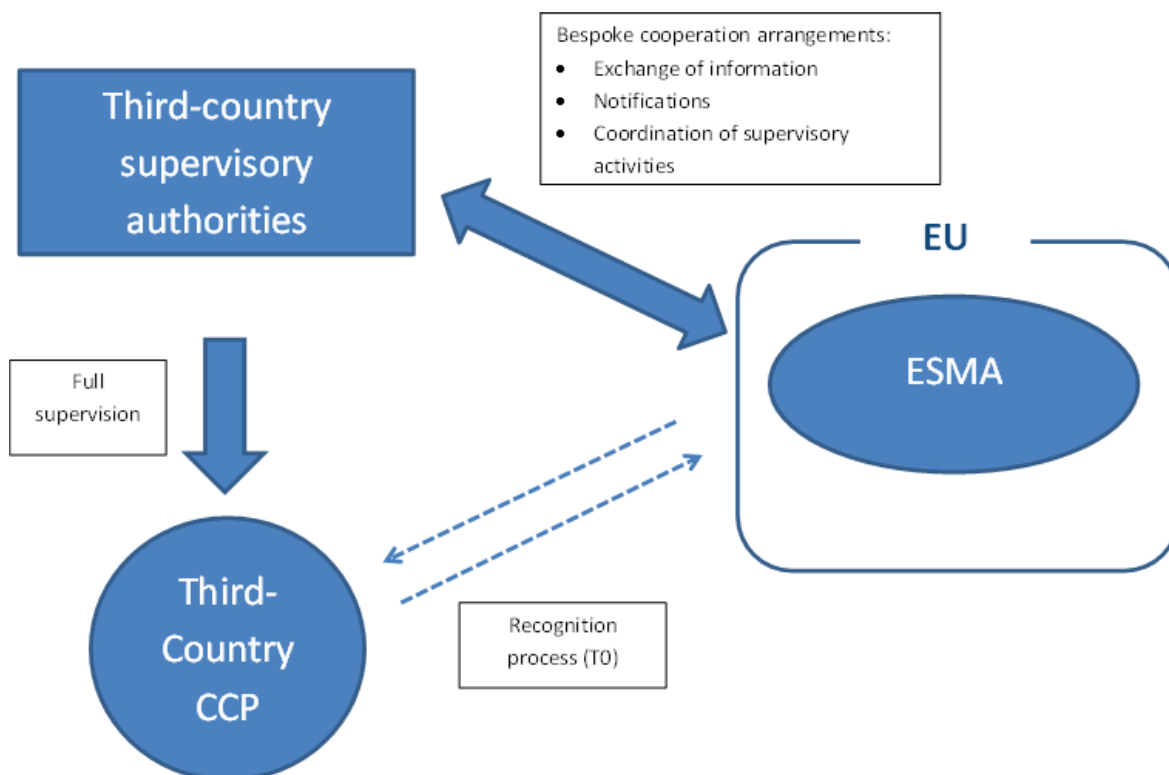 Bespoke cooperation arrangements:
• Exchange of information
• Notifications
• Coordination of supervisory
activities
Third-country
supervisory
authorities
EU
ESMA
Full
supervision
Third-
Country
CCP
Recognition
process (T0)